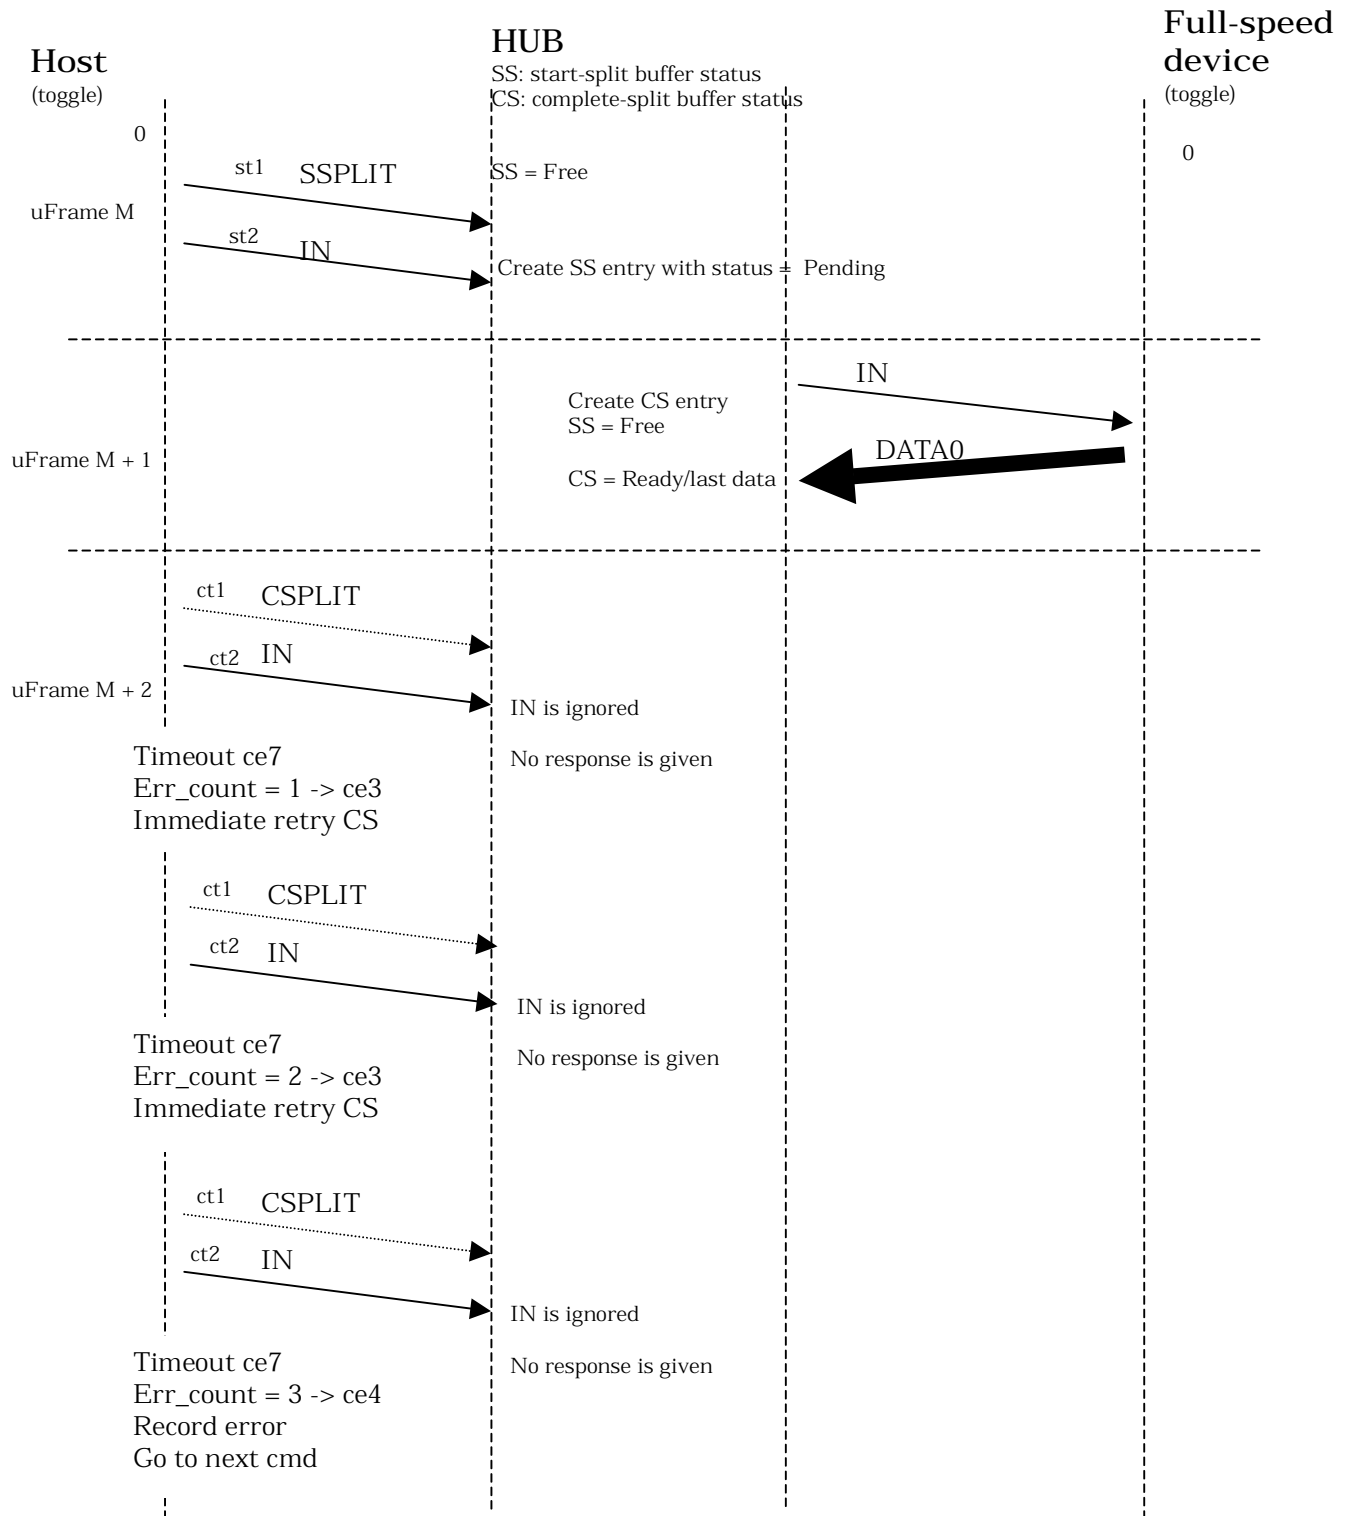 Host
(toggle)
HUB
SS: start-split buffer status
CS: complete-split buffer status
Full-speed
device
(toggle)
0
0
st1 SSPLIT
SS = Free
uFrame M
st2 IN
Create SS entry with status = Pending
IN
Create CS entry
SS = Free
DATA0
uFrame M + 1
CS = Ready/last data
ct1 CSPLIT
ct2 IN
uFrame M + 2
IN is ignored
No response is given
Timeout ce7
Err_count = 1 -> ce3
Immediate retry CS
ct1 CSPLIT
ct2 IN
IN is ignored
No response is given
Timeout ce7
Err_count = 2 -> ce3
Immediate retry CS
ct1 CSPLIT
ct2 IN
IN is ignored
No response is given
Timeout ce7
Err_count = 3 -> ce4
Record error
Go to next cmd